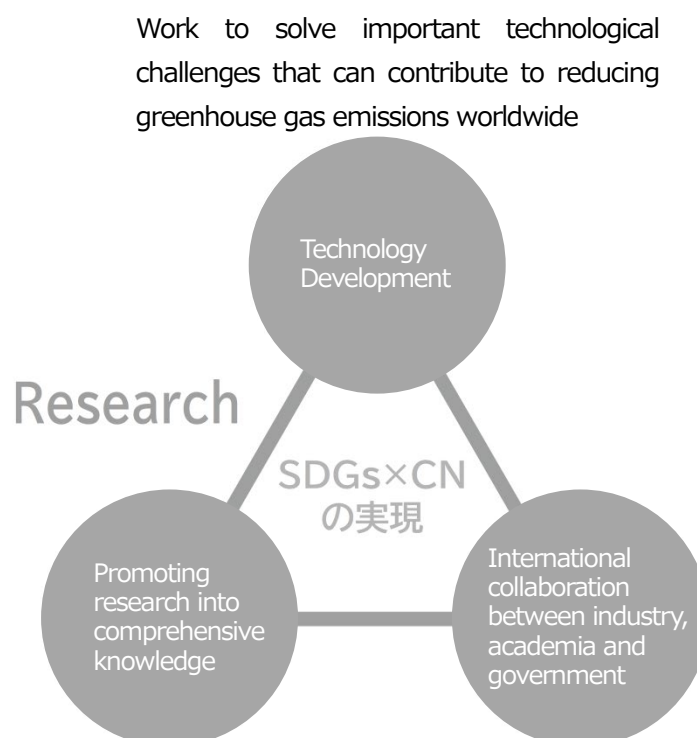 Work to solve important technological
challenges that can contribute to reducing
greenhouse gas emissions worldwide
Technology
Development
Research
SDGs×CN
の実現
Promoting
research into
comprehensive
knowledge
International
collaboration
between industry,
academia and
government